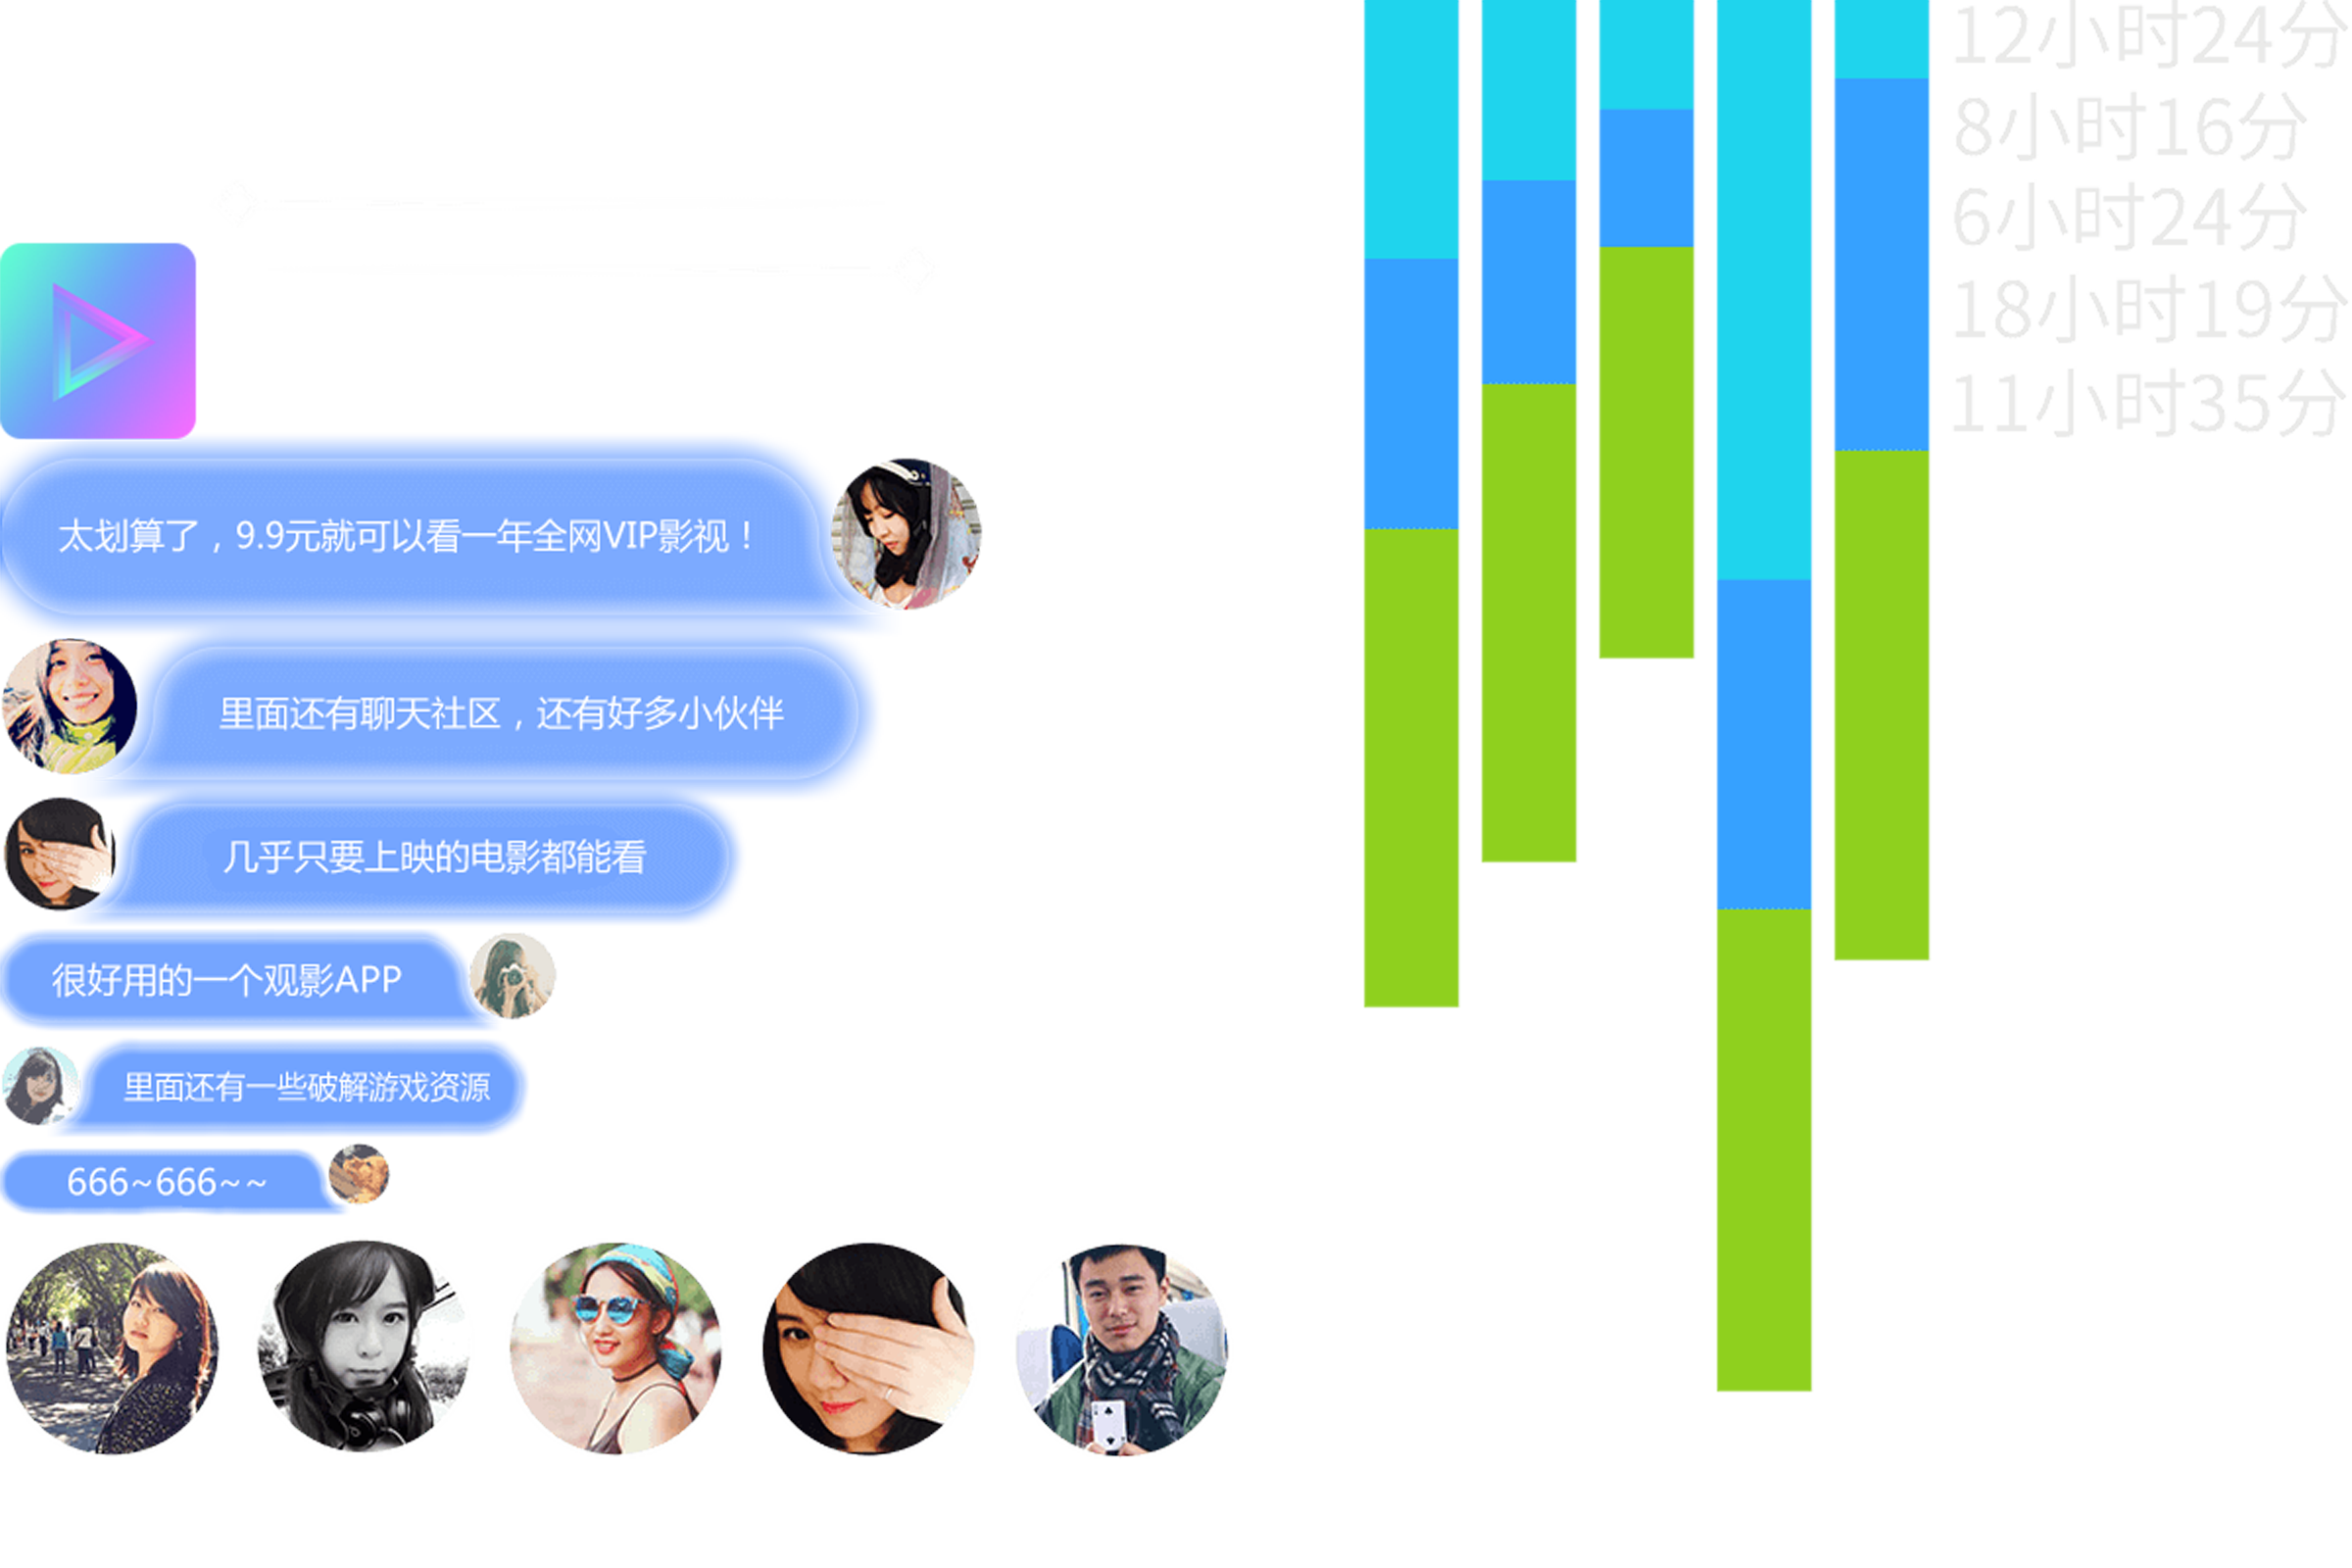 12小时24分
8小时16分
6小时24分
18小时19分
11小时35分
太划算了，9.9元就可以看一年全网VIP影视！
里面还有聊天社区，还有好多小伙伴
几乎只要上映的电影都能看
很好用的一个观影APP
里面还有一些破解游戏资源
666~666~~